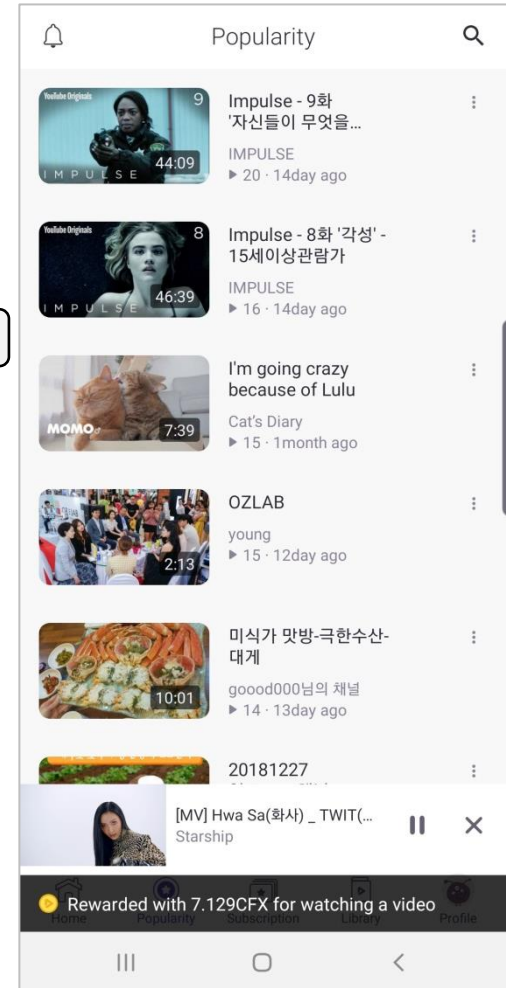 Popularity
YouTube Originals
9
IMPULSE
44:09
Impulse - 9화
'자신들이 무엇을...
IMPULSE
▶ 20 · 14day ago
YouTube Originals
8
IMPULSE
46:39
Impulse - 8화 '각성' -
15세이상관람가
IMPULSE
▶ 16 · 14day ago
MOMO
7:39
I'm going crazy
because of Lulu
Cat's Diary
▶ 15 · 1month ago
2:13
OZLAB
young
▶ 15 · 12day ago
10:01
미식가 맛방-극한수산-
대게
goood000님의 채널
▶ 14 · 13day ago
20181227
[MV] Hwa Sa(화사) _ TWIT(...
Starship
Rewarded with 7.129CFX for watching a video
Home
Popularity
Subscription
Library
Profile